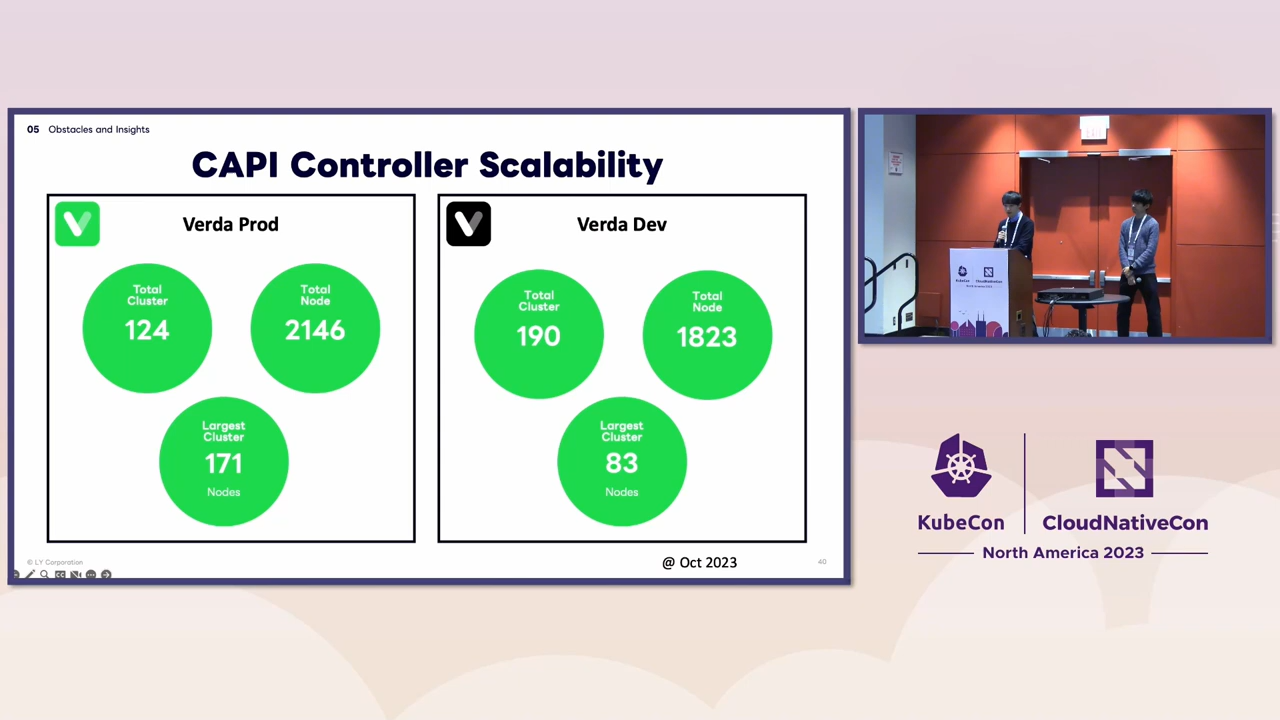 05 Obstacles and Insights
CAPI Controller Scalability
Verda Prod
Total
Cluster
124
Total
Node
2146
Largest
Cluster
171
Nodes
Verda Dev
Total
Cluster
190
Total
Node
1823
Largest
Cluster
83
Nodes
© LY Corporation
@ Oct 2023
40
KubeCon
CloudNativeCon
North America 2023